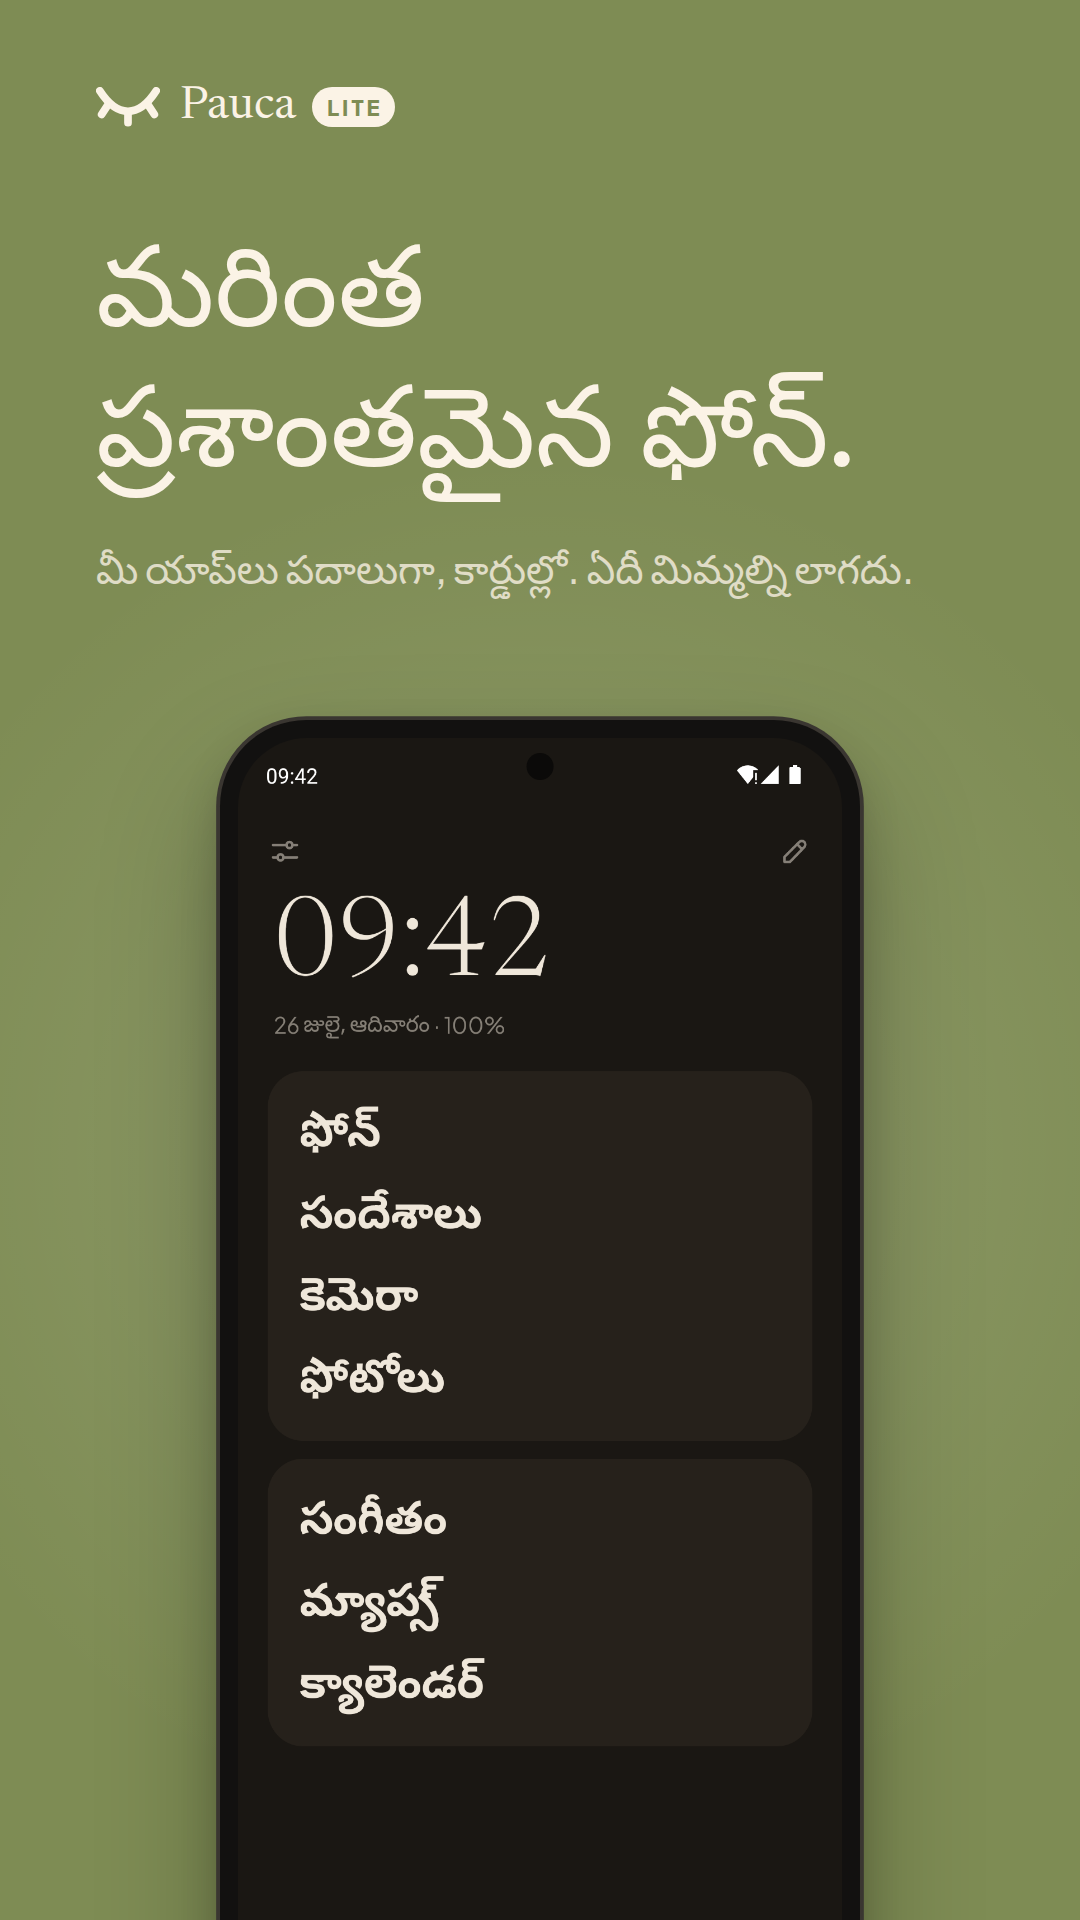 Pauca LITE
మరింత
ప్రశాంతమైన ఫోన్.
మీ యాప్‌లు పదాలుగా, కార్డుల్లో. ఏదీ మిమ్మల్ని లాగదు.
09:42
09:42
26 జులై, ఆదివారం · 100%
ఫోన్
సందేశాలు
కెమెరా
ఫోటోలు
సంగీతం
మ్యాప్స్
క్యాలెండర్